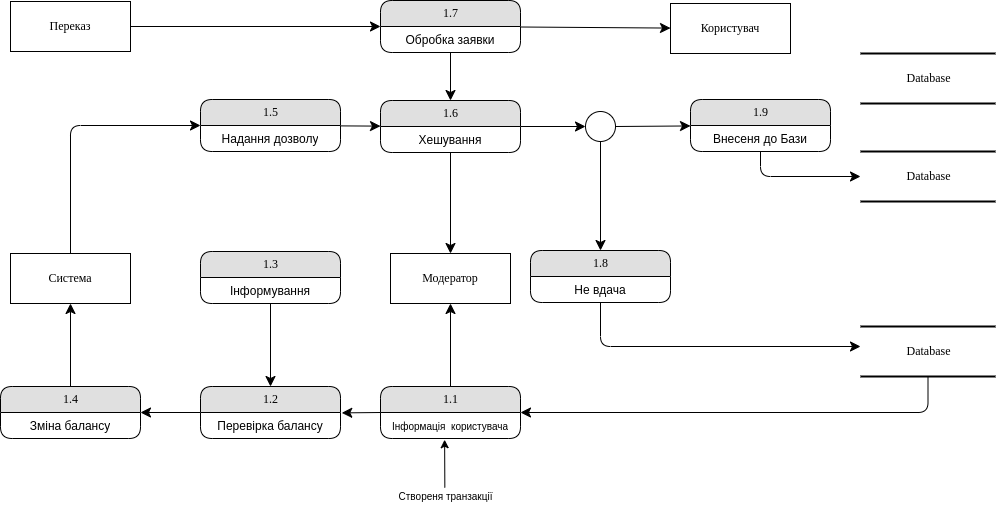 Переказ
1.7
Обробка заявки
Користувач
Database
1.5
Надання дозволу
1.6
Хешування
1.9
Внесеня до Бази
Database
Система
1.3
Інформування
Модератор
1.8
Не вдача
Database
1.4
Зміна балансу
1.2
Перевірка балансу
1.1
Інформація користувача
Створеня транзакції